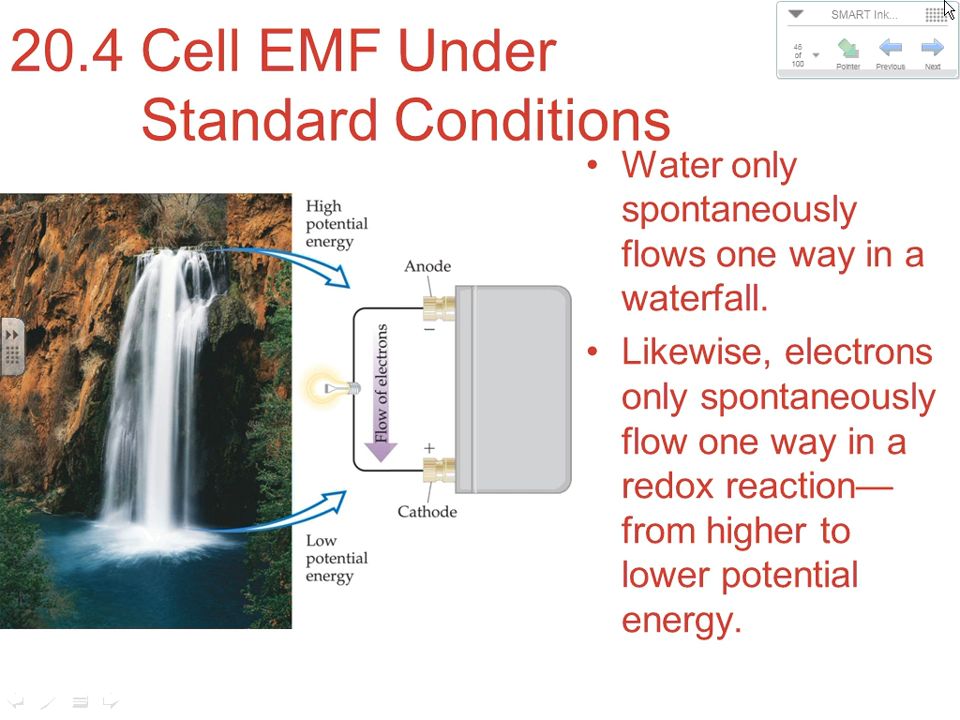 20.4 Cell EMF Under
Standard Conditions
SMART Ink...
46
of
100
Pointer
Previous
Next
• Water only
spontaneously
flows one way in a
waterfall.
• Likewise, electrons
only spontaneously
flow one way in a
redox reaction—
from higher to
lower potential
energy.
High
potential
energy
Anode
−
Flow of electrons
+
Cathode
Low
potential
energy